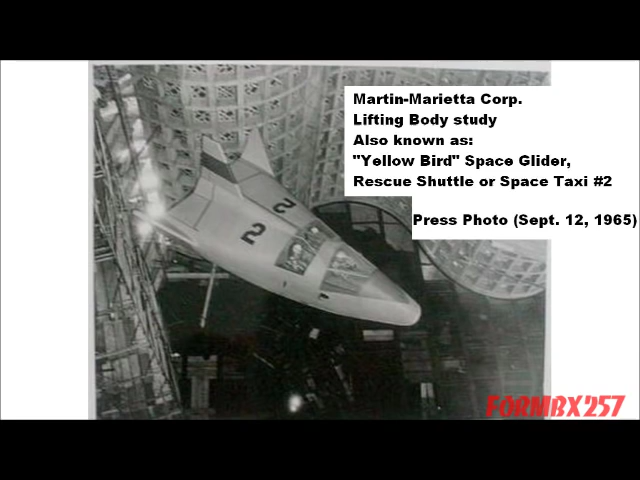 Martin-Marietta Corp.
Lifting Body study
Also known as:
"Yellow Bird" Space Glider,
Rescue Shuttle or Space Taxi #2
Press Photo (Sept. 12, 1965)
2
2
FORMBX257